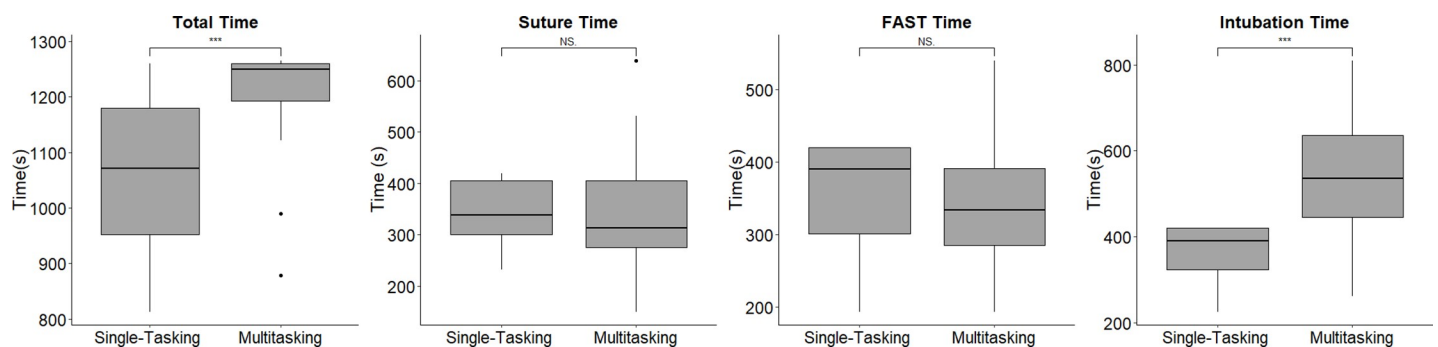 Total Time
Time(s)
1300
1200
1100
1000
900
800
***
Single-Tasking
Multitasking
Suture Time
Time (s)
600
500
400
300
200
NS.
Single-Tasking
Multitasking
FAST Time
Time(s)
500
400
300
200
NS.
Single-Tasking
Multitasking
Intubation Time
Time(s)
800
600
400
200
***
Single-Tasking
Multitasking